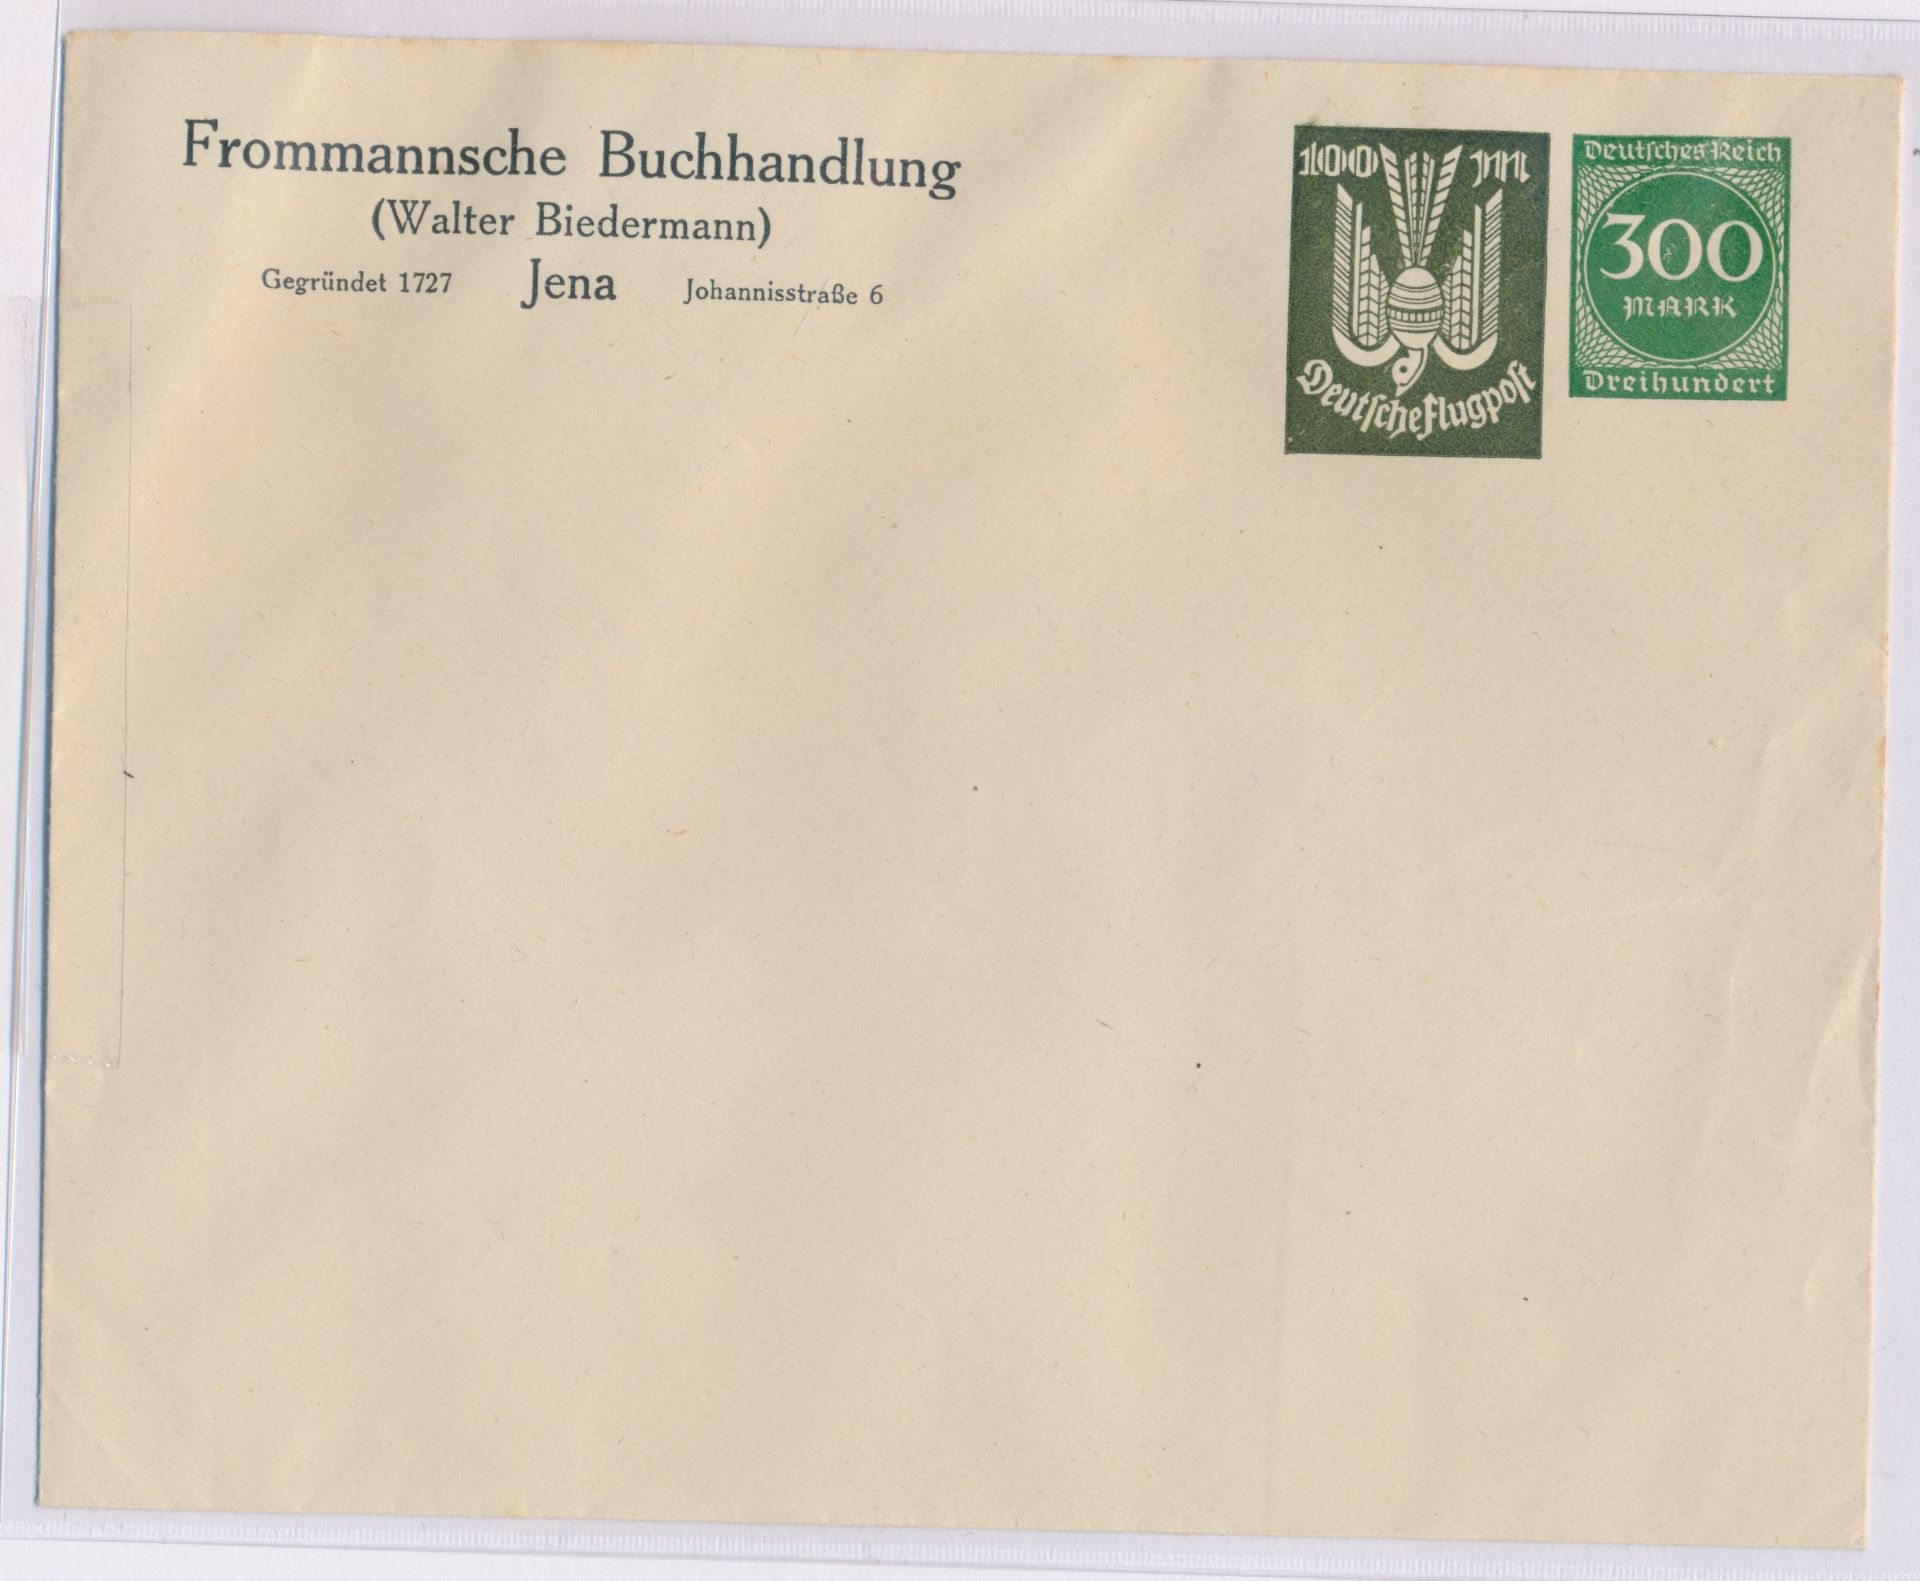 Frommannsche Buchhandlung
(Walter Biedermann)
Gegründet 1727 Jena Johannisstraße 6
100 M
Deutsche Flugpost
Deutsches Reich
300
MARK
Dreihundert